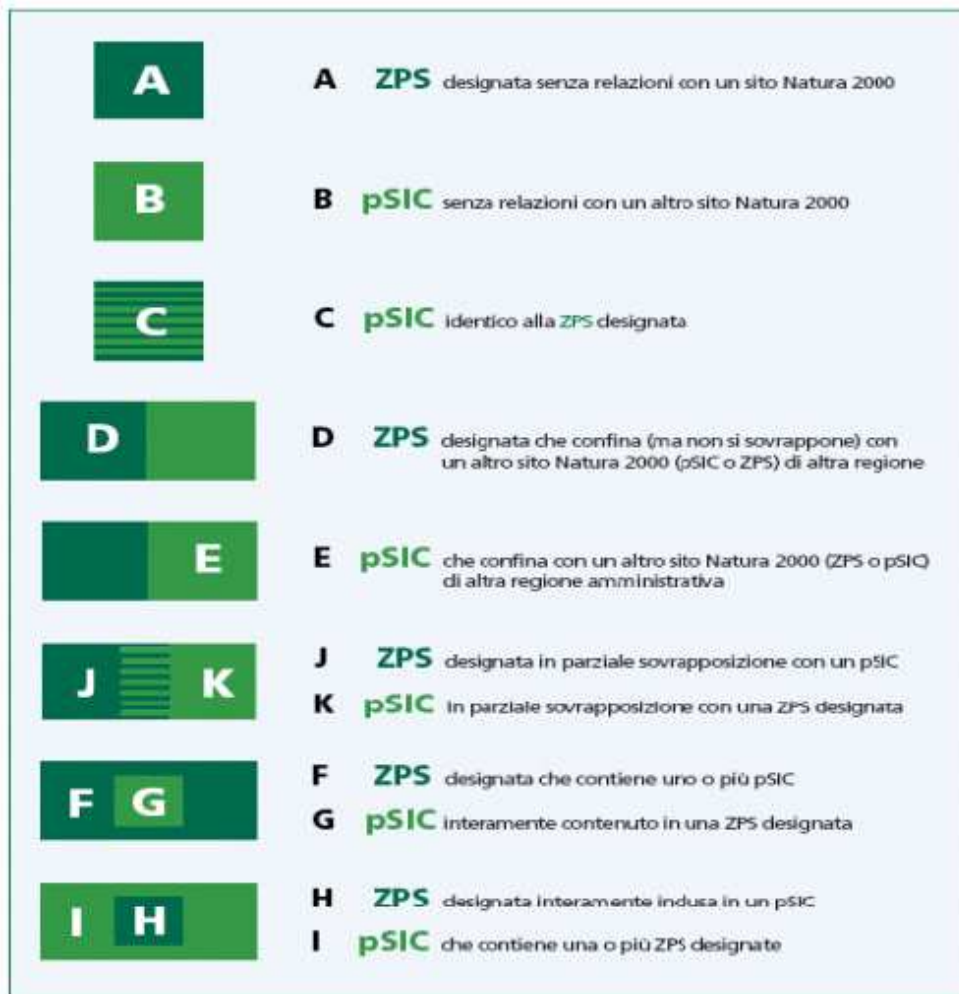 A
A ZPS designata senza relazioni con un sito Natura 2000
B
B pSIC senza relazioni con un altro sito Natura 2000
C
C pSIC identico alla ZPS designata
D
D ZPS designata che confina (ma non si sovrappone) con
un altro sito Natura 2000 (pSIC o ZPS) di altra regione
E
E pSIC che confina con un altro sito Natura 2000 (ZPS o pSIC)
di altra regione amministrativa
J K
J ZPS designata in parziale sovrapposizione con un pSIC
K pSIC in parziale sovrapposizione con una ZPS designata
F G
F ZPS designata che contiene uno o più pSIC
G pSIC interamente contenuto in una ZPS designata
I H
H ZPS designata interamente inclusa in un pSIC
I pSIC che contiene una o più ZPS designate